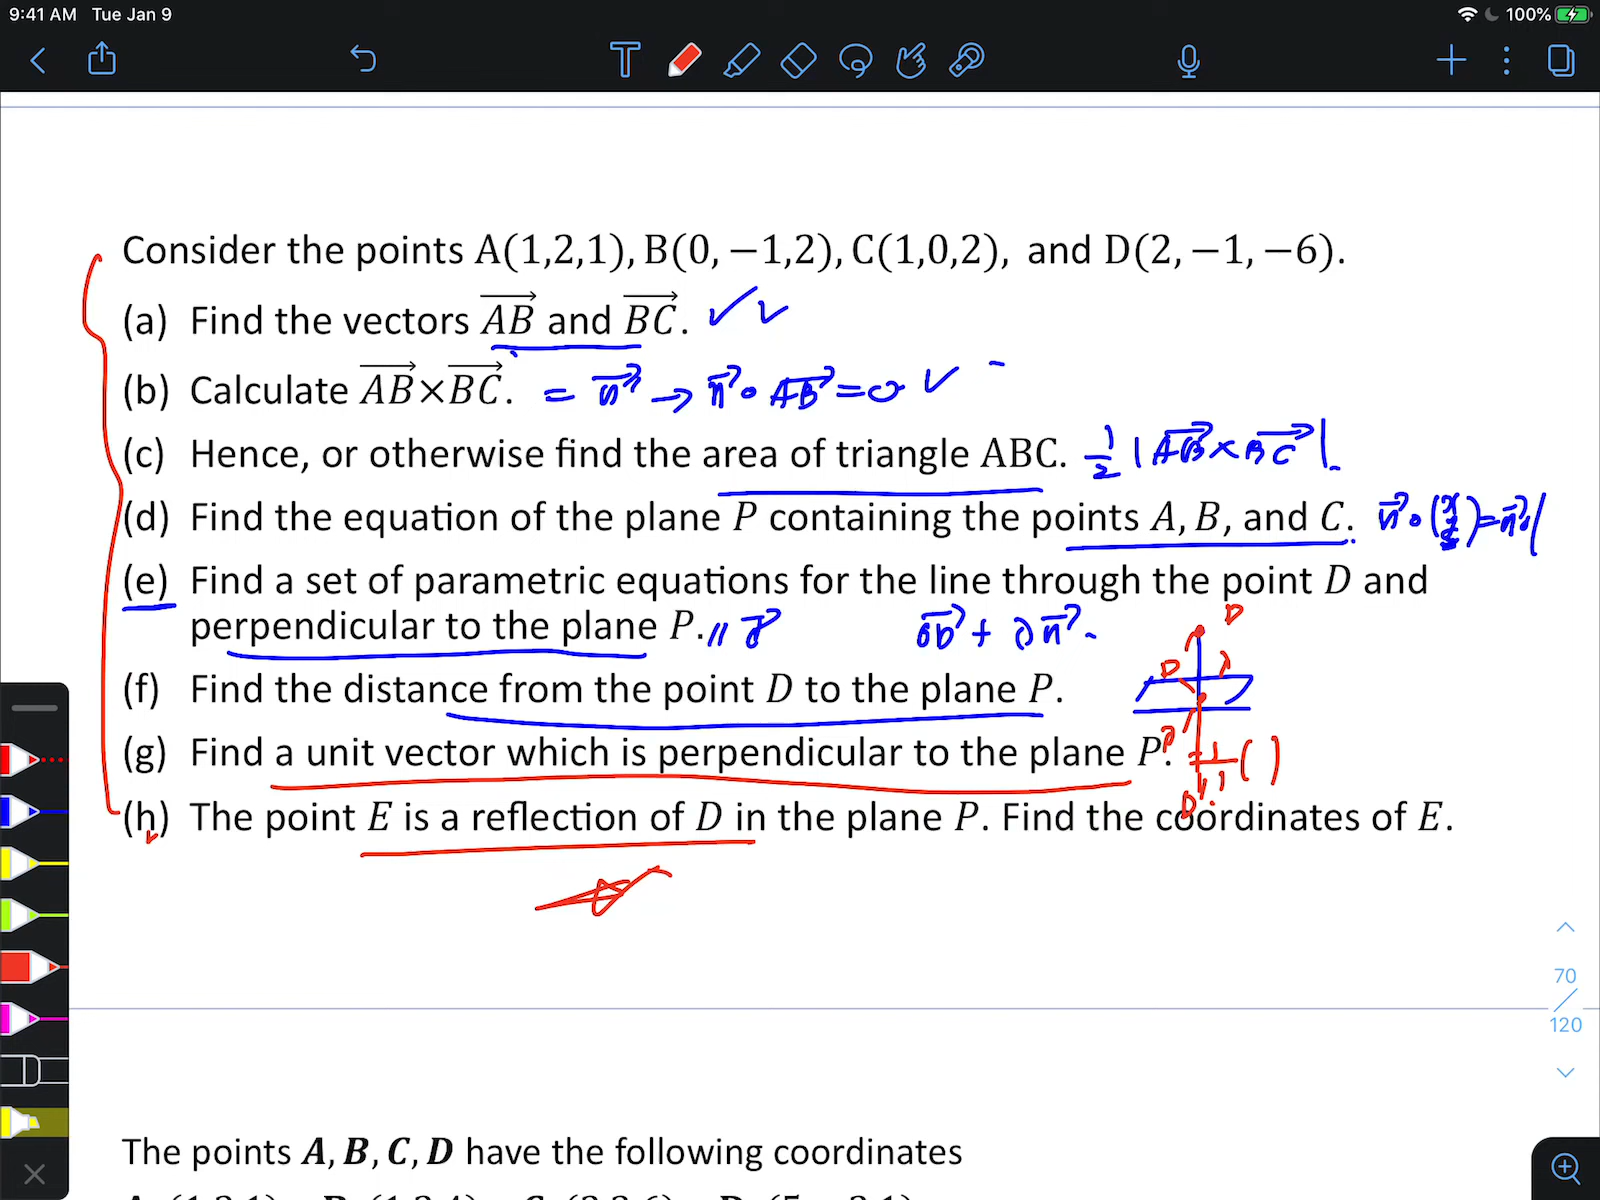 9:41 AM Tue Jan 9
100%
Consider the points A(1,2,1), B(0, −1,2), C(1,0,2), and D(2, −1, −6).
(a) Find the vectors AB and BC.
(b) Calculate AB×BC. = n → n • AB = 0
(c) Hence, or otherwise find the area of triangle ABC. 1/2 |AB×BC|
(d) Find the equation of the plane P containing the points A, B, and C.
(e) Find a set of parametric equations for the line through the point D and
perpendicular to the plane P.
D
(f) Find the distance from the point D to the plane P.
(g) Find a unit vector which is perpendicular to the plane P.
(h) The point E is a reflection of D in the plane P. Find the coordinates of E.
70
120
The points A, B, C, D have the following coordinates